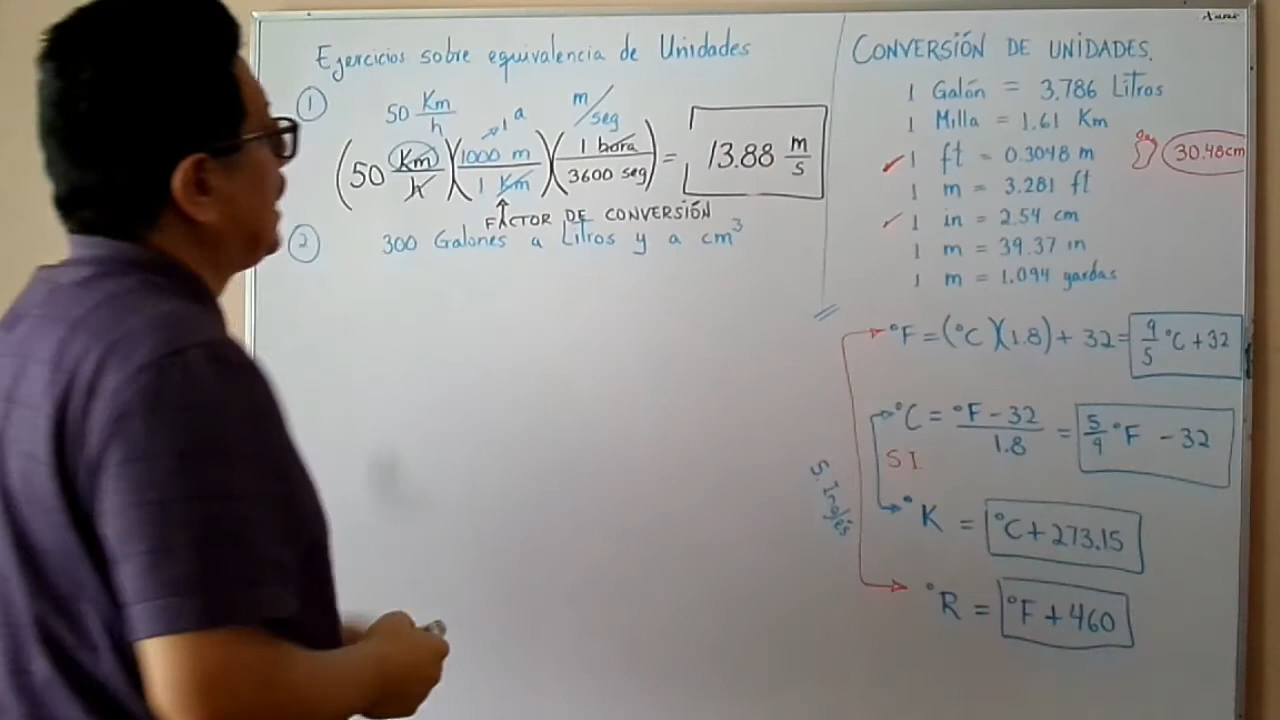 Ejercicios sobre equivalencia de Unidades
1 50 Km/h a m/seg
(50 Km/h)(1000 m/1 Km)(1 hora/3600 seg) = 13.88 m/s
FACTOR DE CONVERSIÓN
2 300 Galones a Litros y a cm³
CONVERSIÓN DE UNIDADES.
1 Galón = 3.786 Litros
1 Milla = 1.61 Km
1 ft = 0.3048 m 30.48cm
1 m = 3.281 ft
1 in = 2.54 cm
1 m = 39.37 in
1 m = 1.094 yardas
°F = (°C)(1.8) + 32 = 9/5 °C + 32
°C = °F - 32/1.8 = 5/9 °F - 32
S I
S. Inglés
°K = °C + 273.15
°R = °F + 460